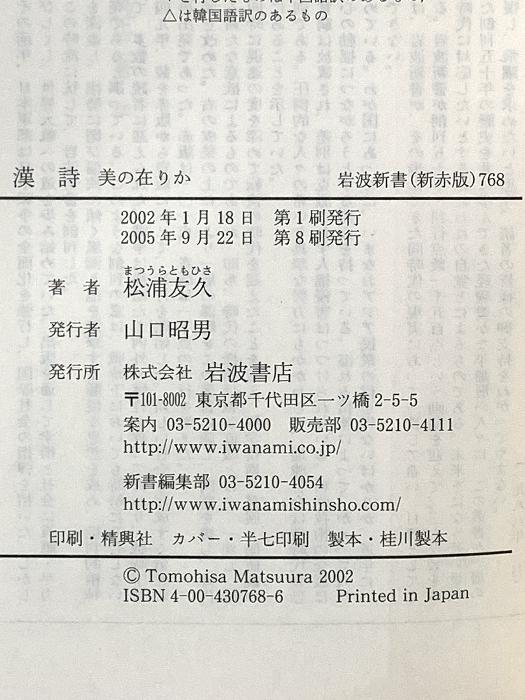 △は韓国語訳のあるもの
漢　詩　美の在りか　岩波新書(新赤版)768
2002年1月18日　第1刷発行
2005年9月22日　第8刷発行
まつうらともひさ
著　者　松浦友久
発行者　山口昭男
発行所　株式会社　岩波書店
〒101-8002　東京都千代田区一ツ橋2-5-5
案内　03-5210-4000　販売部　03-5210-4111
http://www.iwanami.co.jp/
新書編集部　03-5210-4054
http://www.iwanamishinsho.com/
印刷・精興社　カバー・半七印刷　製本・桂川製本
© Tomohisa Matsuura 2002
ISBN 4-00-430768-6　Printed in Japan